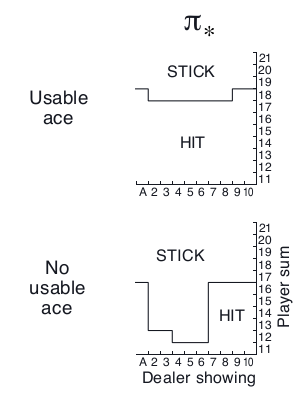 π*
STICK
Usable
ace
HIT
21
20
19
18
17
16
15
14
13
12
11
A 2 3 4 5 6 7 8 9 10
STICK
No
usable
ace
HIT
21
20
19
18
17
16
15
14
13
12
11
Player sum
A 2 3 4 5 6 7 8 9 10
Dealer showing